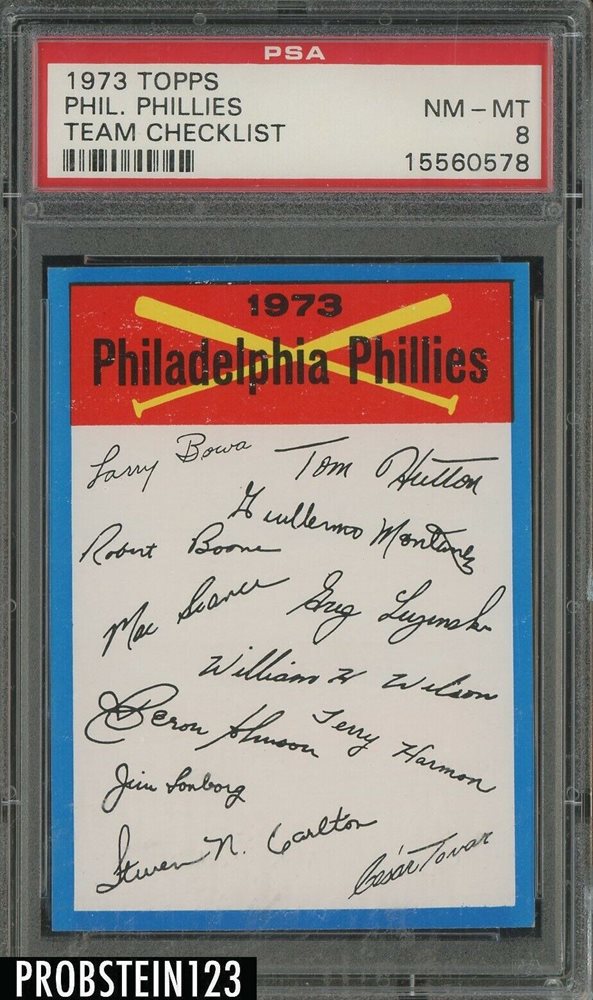 PSA
1973 TOPPS
PHIL. PHILLIES NM – MT
TEAM CHECKLIST 8
15560578
1973
Philadelphia Phillies
Larry Bowa Tom Hutton
Guillermo Montanez
Robert Boone
Greg Luzinski
Mac Scarce
William H Wilson
Deron Johnson
Terry Harmon
Jim Lonborg
Steven N. Carlton
César Tovar
PROBSTEIN123